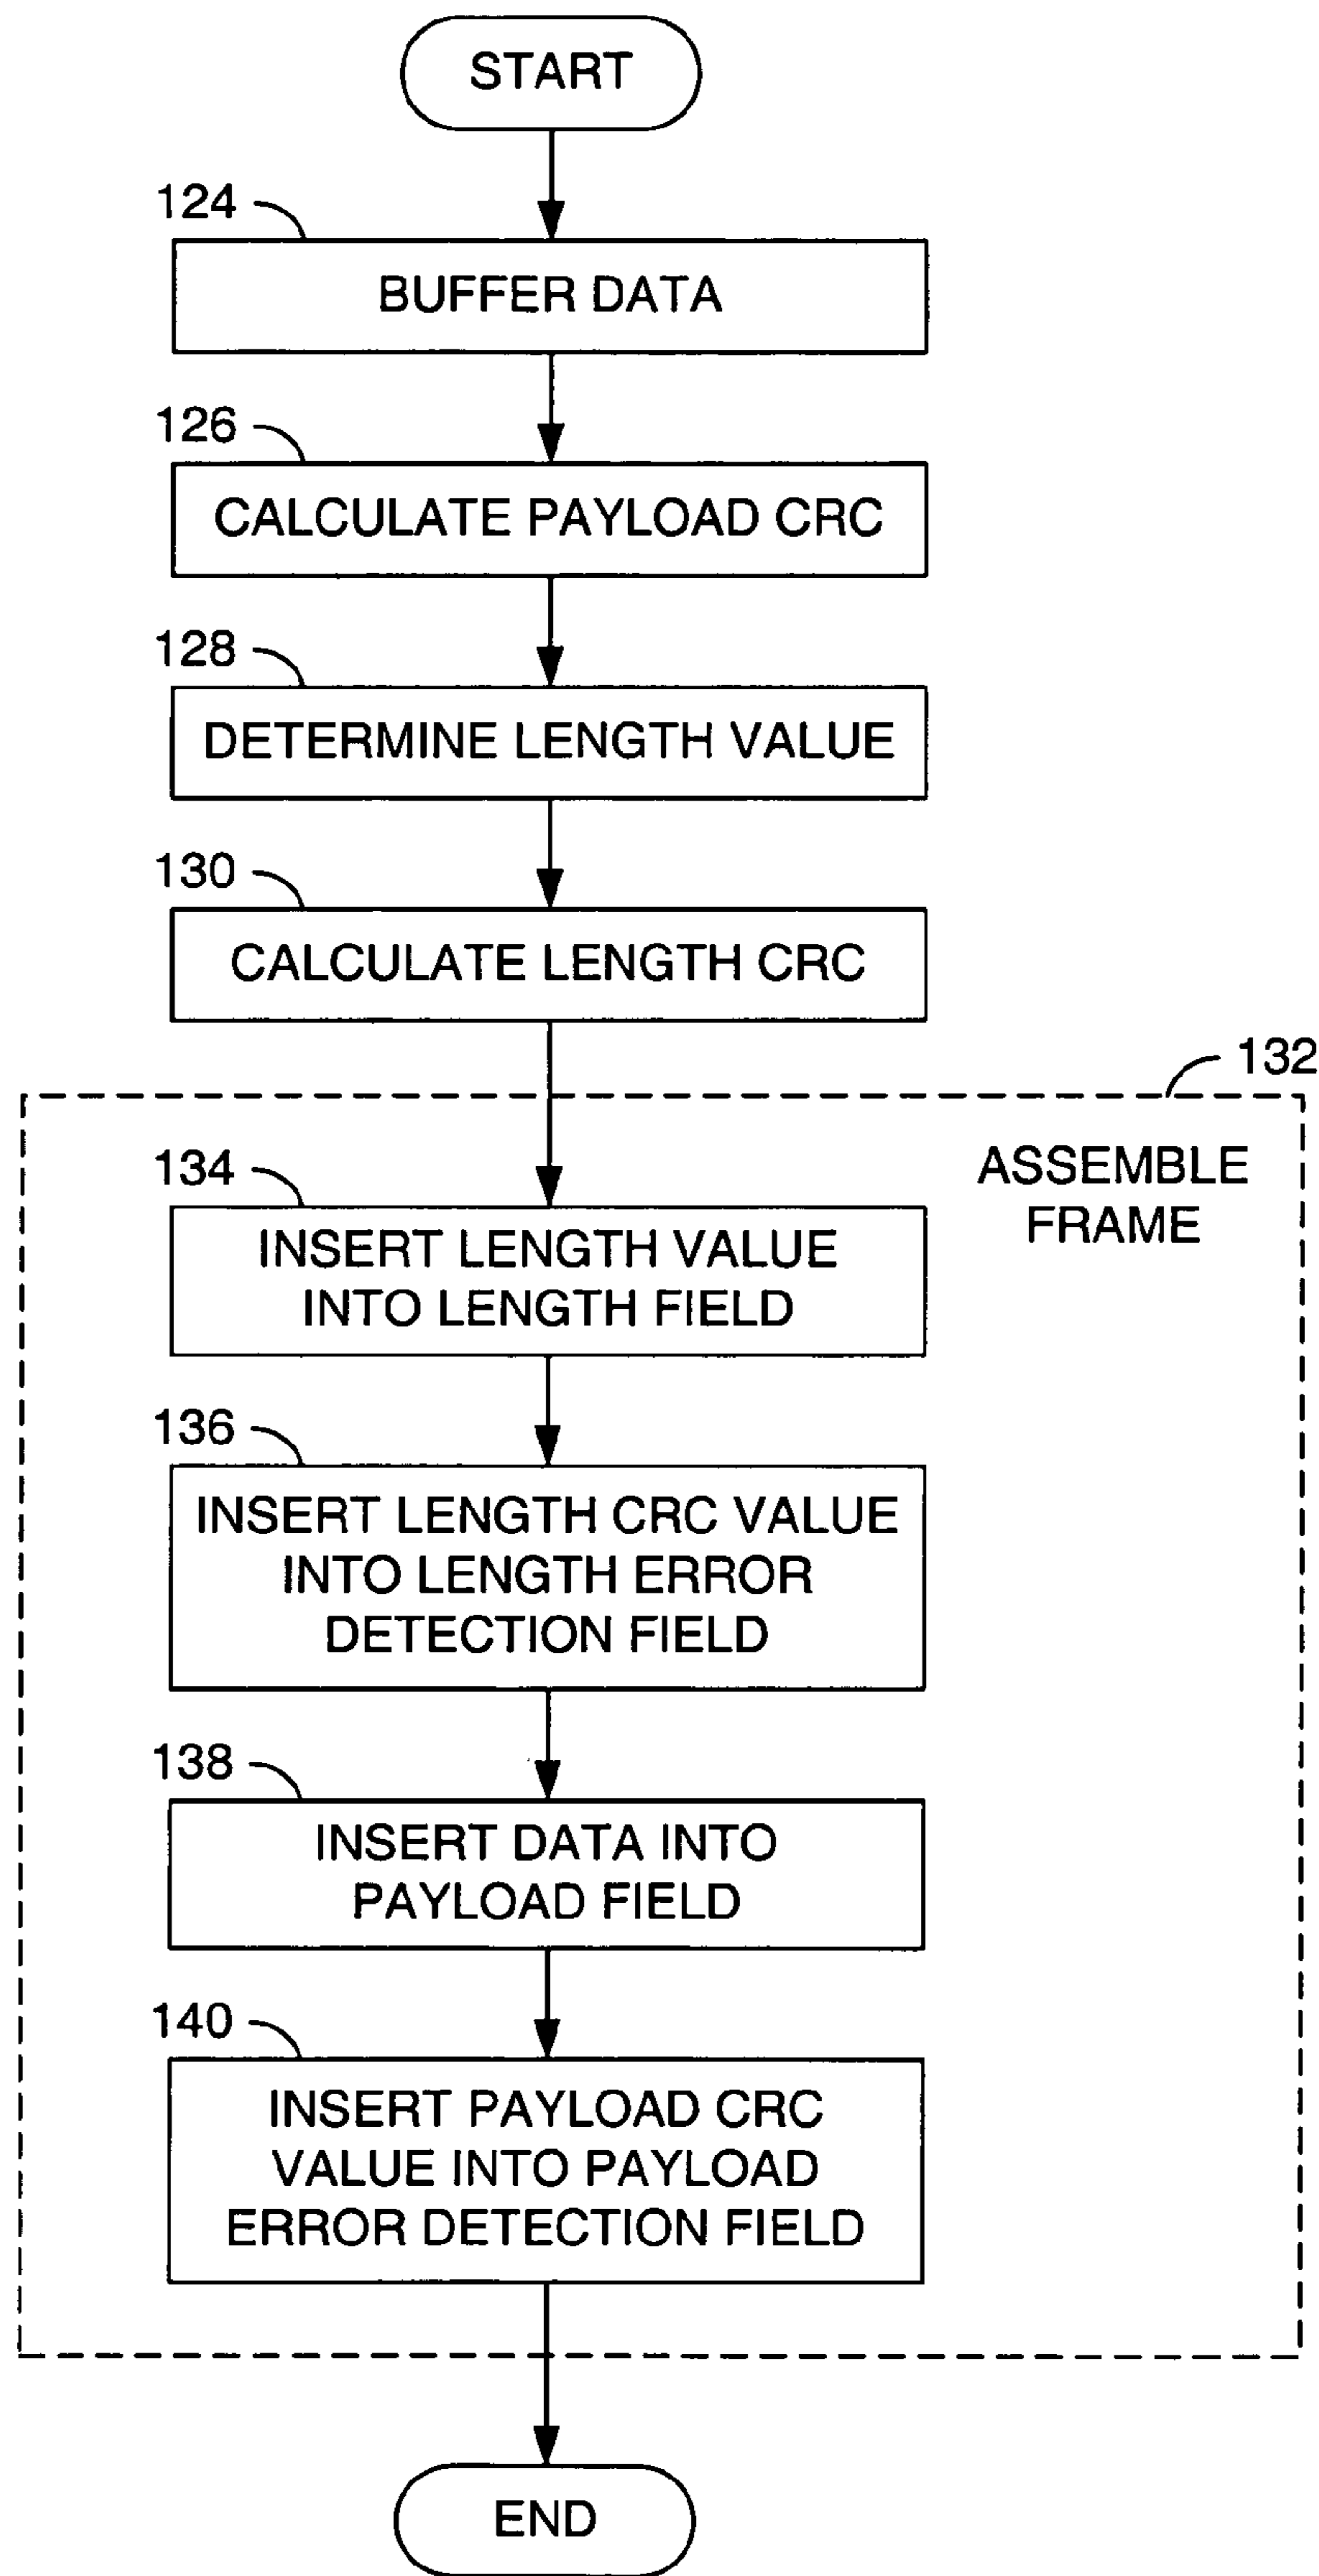 START
124
BUFFER DATA
126
CALCULATE PAYLOAD CRC
128
DETERMINE LENGTH VALUE
130
CALCULATE LENGTH CRC
132
ASSEMBLE
FRAME
134
INSERT LENGTH VALUE
INTO LENGTH FIELD
136
INSERT LENGTH CRC VALUE
INTO LENGTH ERROR
DETECTION FIELD
138
INSERT DATA INTO
PAYLOAD FIELD
140
INSERT PAYLOAD CRC
VALUE INTO PAYLOAD
ERROR DETECTION FIELD
END